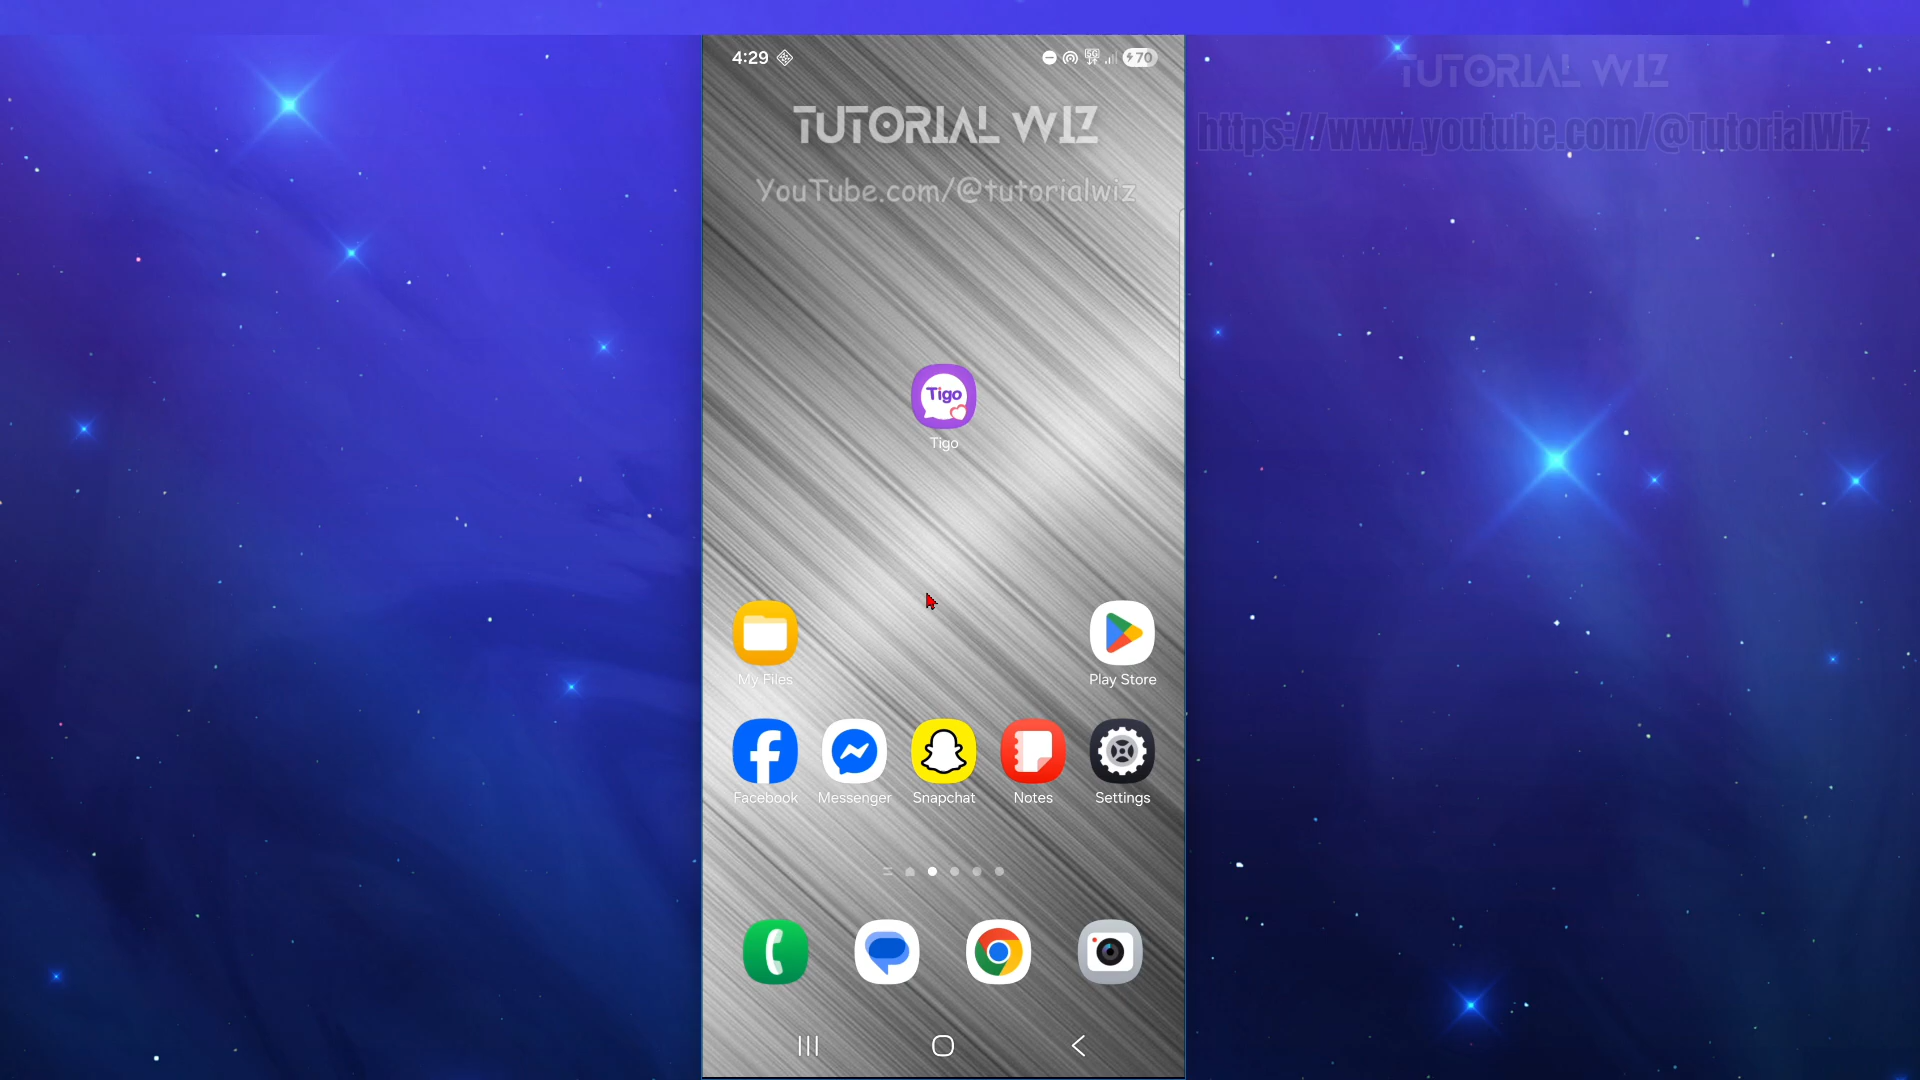 4:29
5G
70
TUTORIAL WIZ
TUTORIAL WIZ
https://www.youtube.com/@TutorialWiz
YouTube.com/@tutorialwiz
Tigo
Tigo
My Files
Play Store
Facebook
Messenger
Snapchat
Notes
Settings